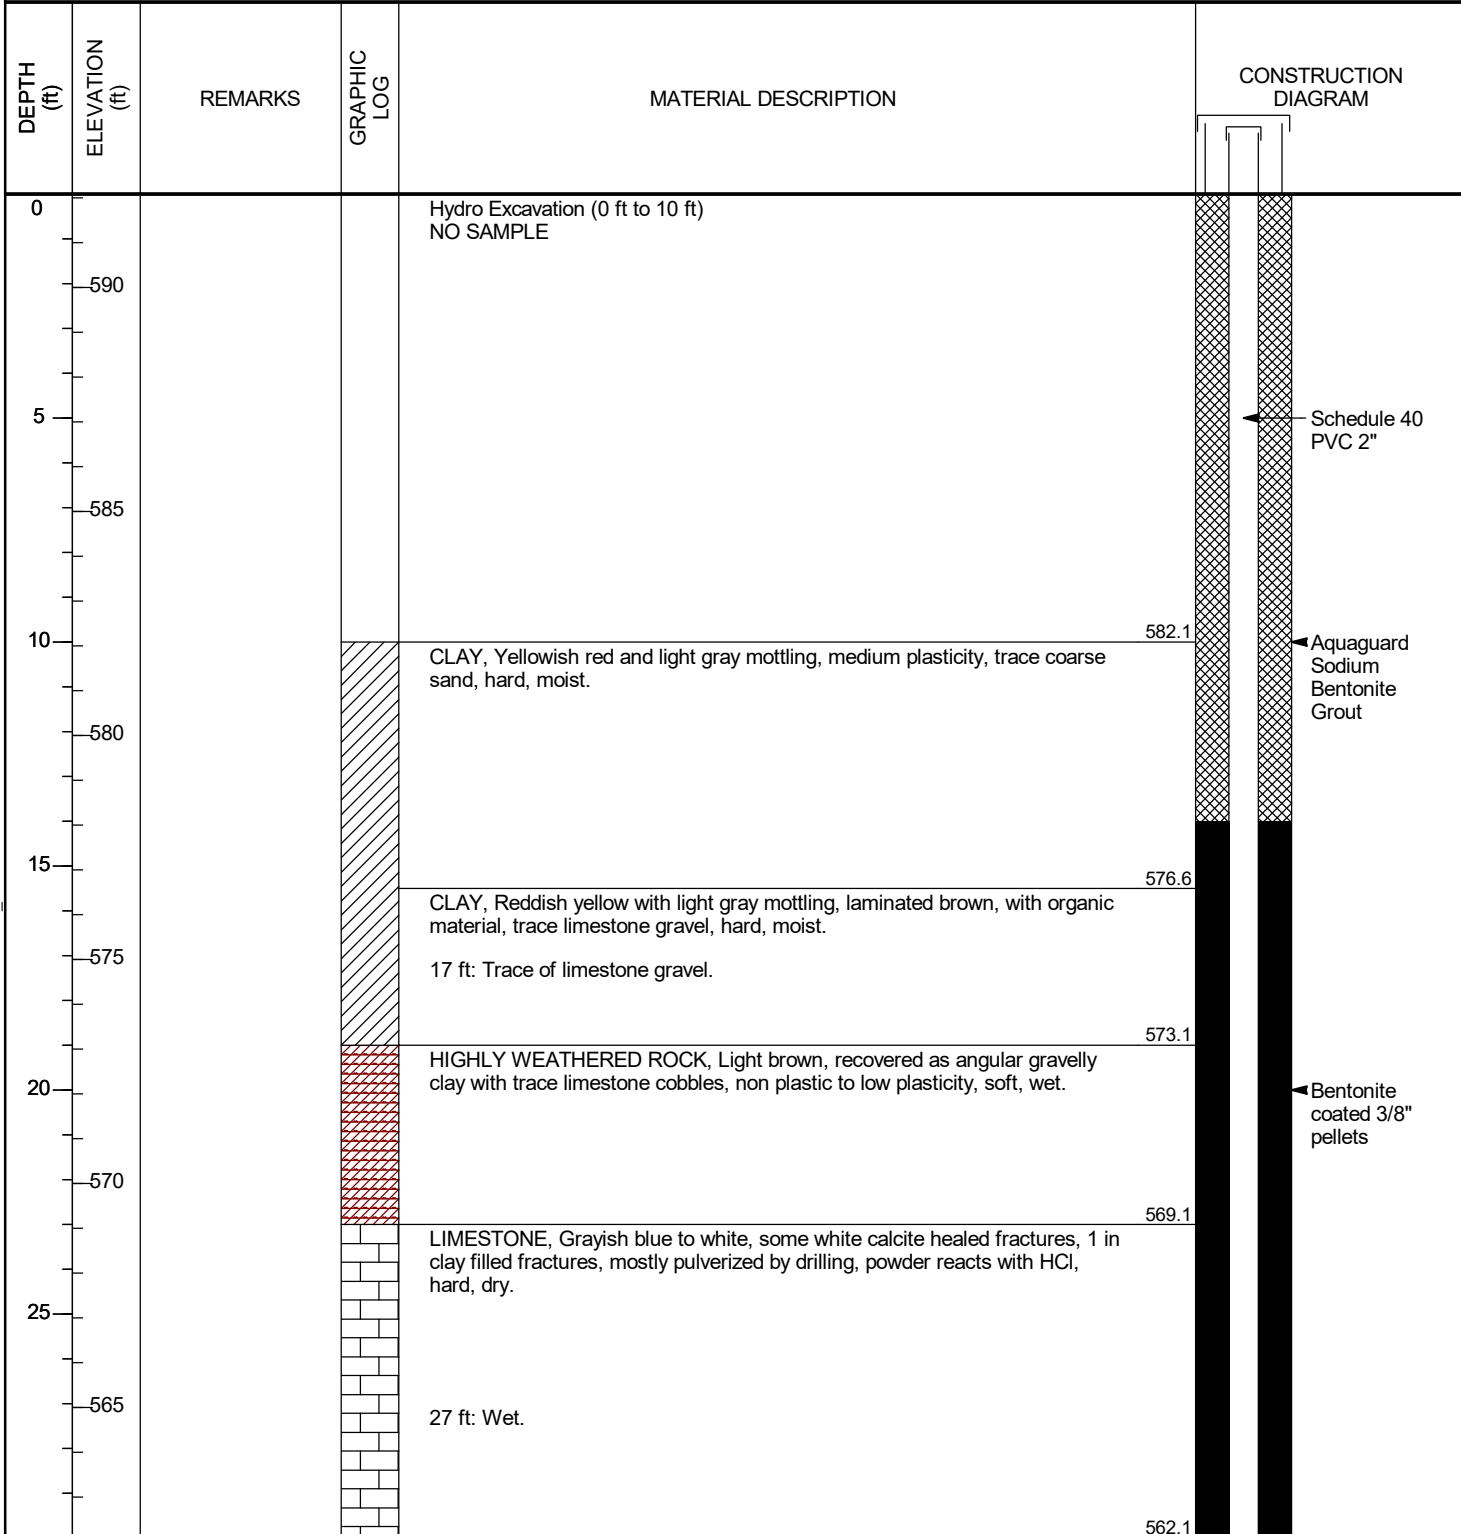 DEPTH
(ft)
ELEVATION
(ft)
REMARKS
GRAPHIC
LOG
MATERIAL DESCRIPTION
CONSTRUCTION
DIAGRAM
0
Hydro Excavation (0 ft to 10 ft)
NO SAMPLE
590
5
Schedule 40
PVC 2"
585
582.1
10
Aquaguard
Sodium
Bentonite
Grout
CLAY, Yellowish red and light gray mottling, medium plasticity, trace coarse
sand, hard, moist.
580
15
576.6
CLAY, Reddish yellow with light gray mottling, laminated brown, with organic
material, trace limestone gravel, hard, moist.
575
17 ft: Trace of limestone gravel.
573.1
HIGHLY WEATHERED ROCK, Light brown, recovered as angular gravelly
clay with trace limestone cobbles, non plastic to low plasticity, soft, wet.
20
Bentonite
coated 3/8"
pellets
570
569.1
LIMESTONE, Grayish blue to white, some white calcite healed fractures, 1 in
clay filled fractures, mostly pulverized by drilling, powder reacts with HCl,
hard, dry.
25
565
27 ft: Wet.
562.1